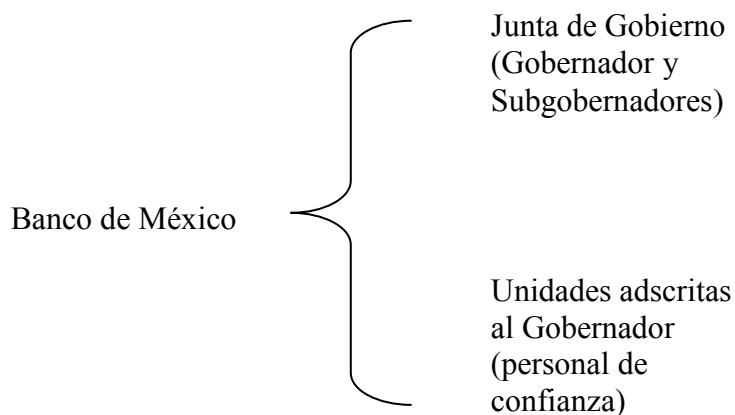 Junta de Gobierno
(Gobernador y
Subgobernadores)
Banco de México
Unidades adscritas
al Gobernador
(personal de
confianza)